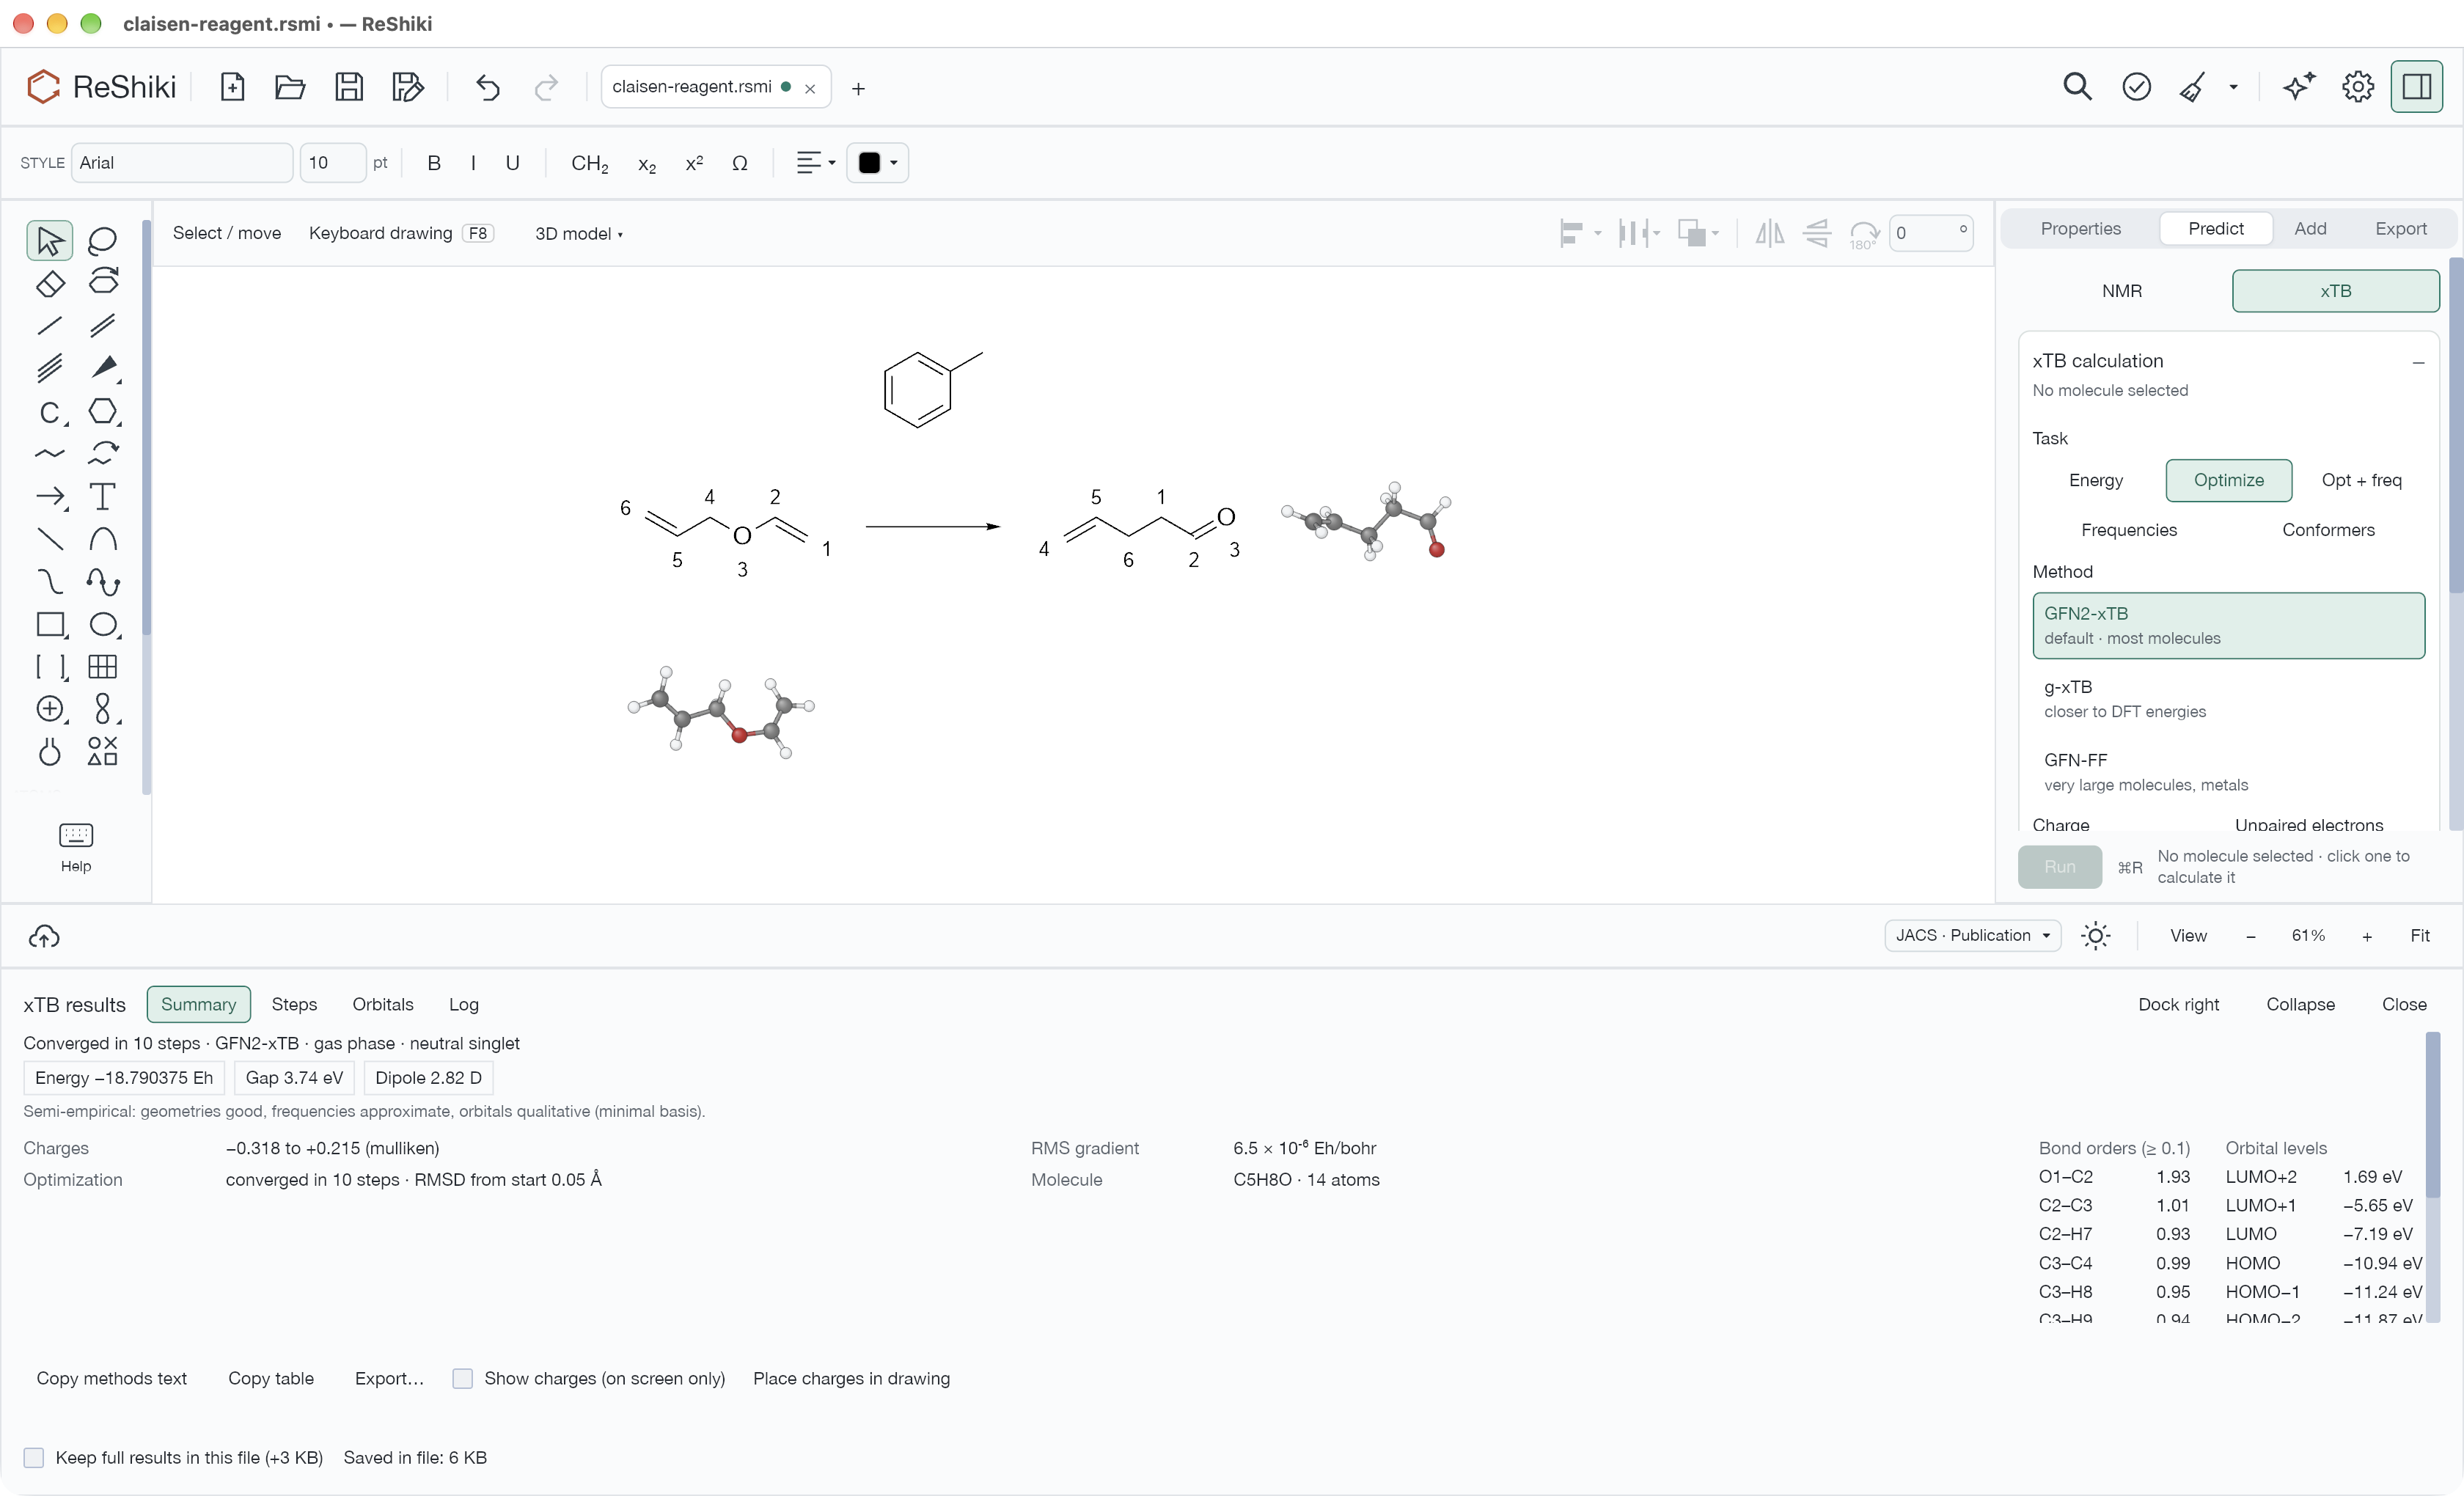 claisen-reagent.rsmi • — ReShiki
ReShiki
claisen-reagent.rsmi ● × +
STYLE Arial 10 pt B I U CH₂ x₂ x² Ω
Select / move Keyboard drawing F8 3D model ▾
180° 0 °
Properties Predict Add Export
NMR xTB
xTB calculation –
No molecule selected
Task
Energy Optimize Opt + freq
Frequencies Conformers
Method
GFN2-xTB
default · most molecules
g-xTB
closer to DFT energies
GFN-FF
very large molecules, metals
Charge Unpaired electrons
Run ⌘R No molecule selected · click one to
calculate it
C
T
Help
6 4 2
O
5 3 1
5 1 O
4 6 2 3
JACS · Publication View − 61% + Fit
xTB results Summary Steps Orbitals Log Dock right Collapse Close
Converged in 10 steps · GFN2-xTB · gas phase · neutral singlet
Energy −18.790375 Eh Gap 3.74 eV Dipole 2.82 D
Semi-empirical: geometries good, frequencies approximate, orbitals qualitative (minimal basis).
Charges −0.318 to +0.215 (mulliken) RMS gradient 6.5 × 10⁻⁶ Eh/bohr
Optimization converged in 10 steps · RMSD from start 0.05 Å Molecule C5H8O · 14 atoms
Bond orders (≥ 0.1) Orbital levels
O1–C2 1.93 LUMO+2 1.69 eV
C2–C3 1.01 LUMO+1 −5.65 eV
C2–H7 0.93 LUMO −7.19 eV
C3–C4 0.99 HOMO −10.94 eV
C3–H8 0.95 HOMO−1 −11.24 eV
C3–H9 0.94 HOMO−2 −11.87 eV
Copy methods text Copy table Export… Show charges (on screen only) Place charges in drawing
Keep full results in this file (+3 KB) Saved in file: 6 KB